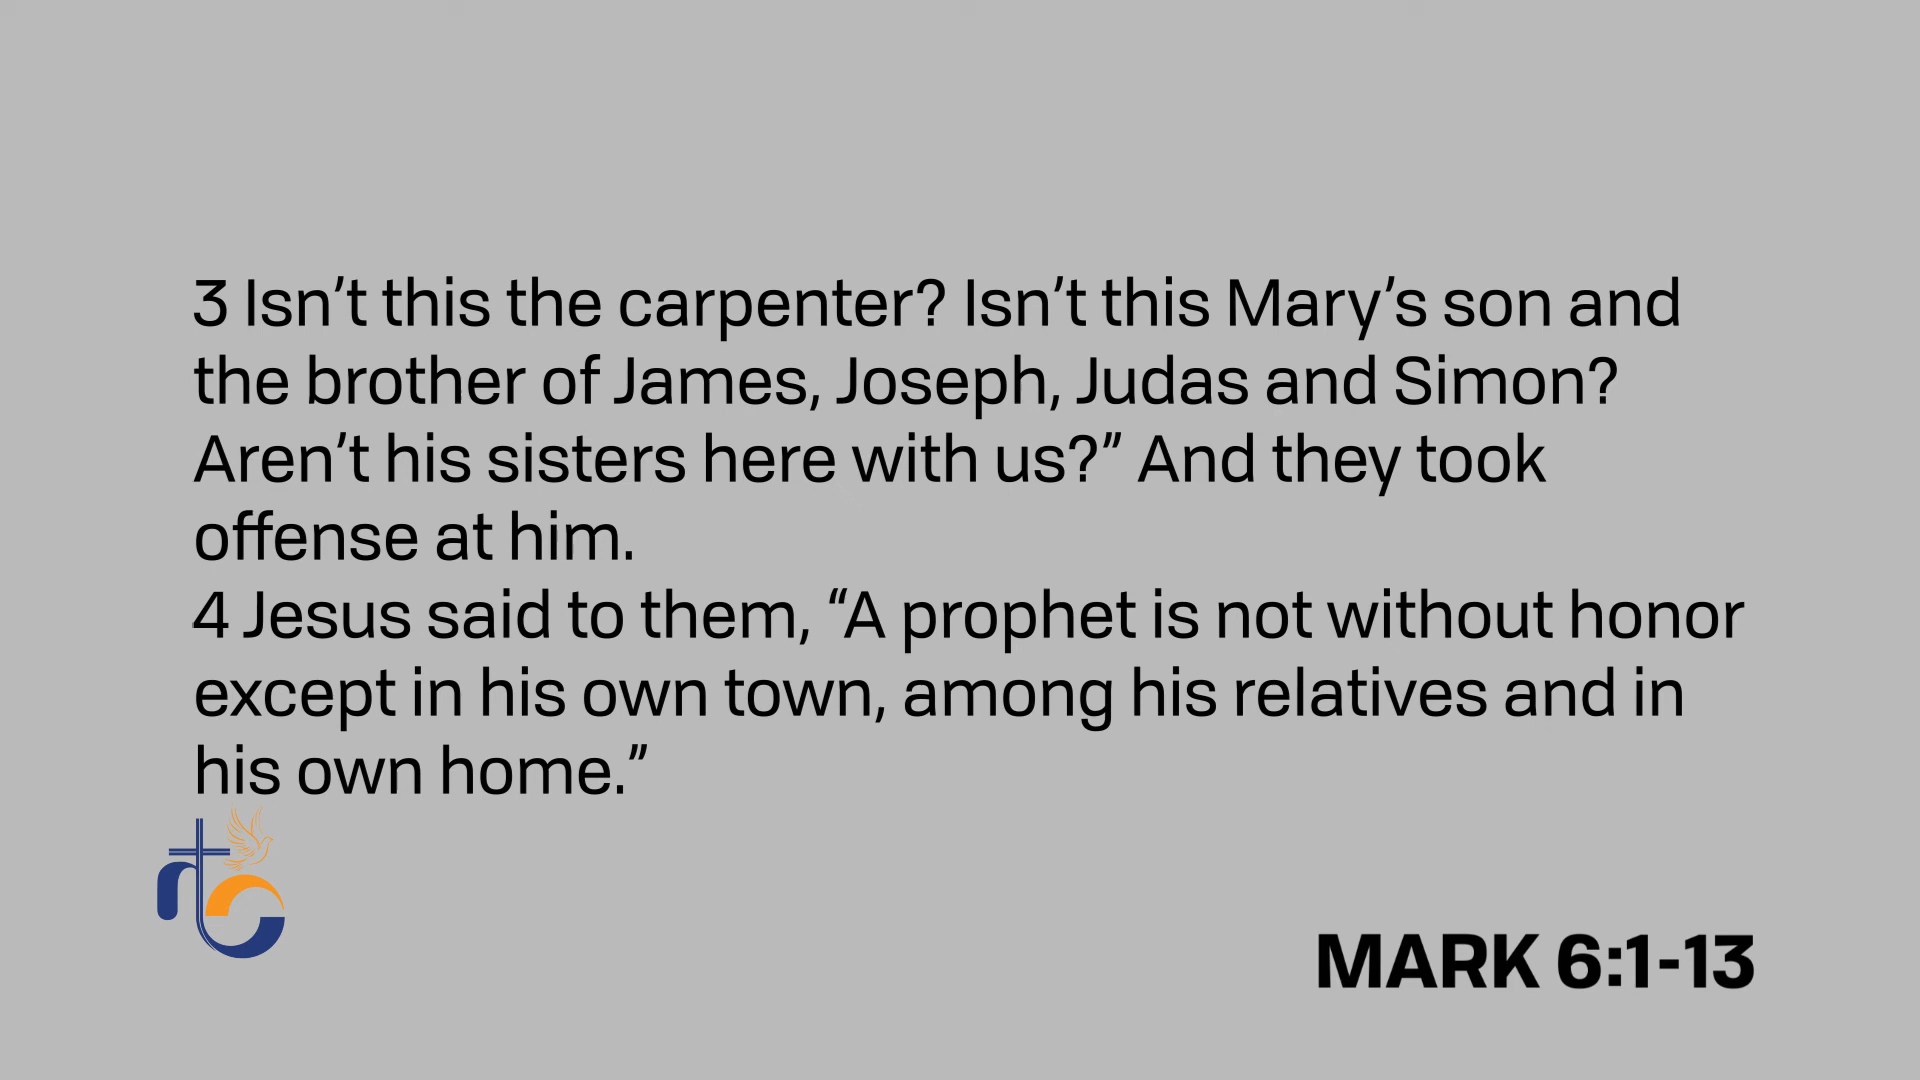 3 Isn’t this the carpenter? Isn’t this Mary’s son and
the brother of James, Joseph, Judas and Simon?
Aren’t his sisters here with us?” And they took
offense at him.
4 Jesus said to them, “A prophet is not without honor
except in his own town, among his relatives and in
his own home.”
MARK 6:1-13